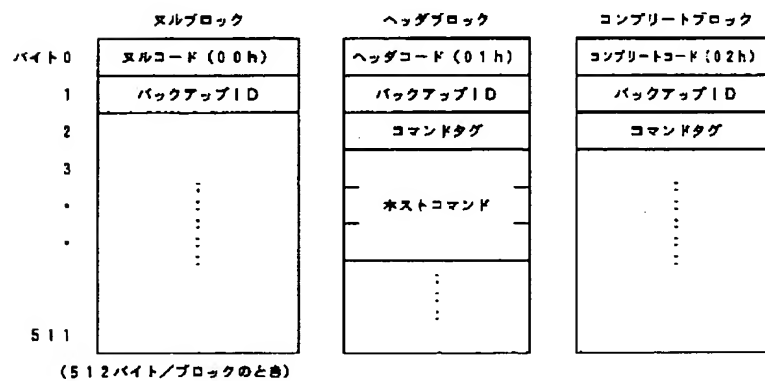 ヌルブロック ヘッダブロック コンプリートブロック
バイト0 ヌルコード(00h) ヘッダコード(01h) コンプリートコード(02h)
1 バックアップID バックアップID バックアップID
2 コマンドタグ コマンドタグ
3
ホストコマンド
511
(512バイト/ブロックのとき)